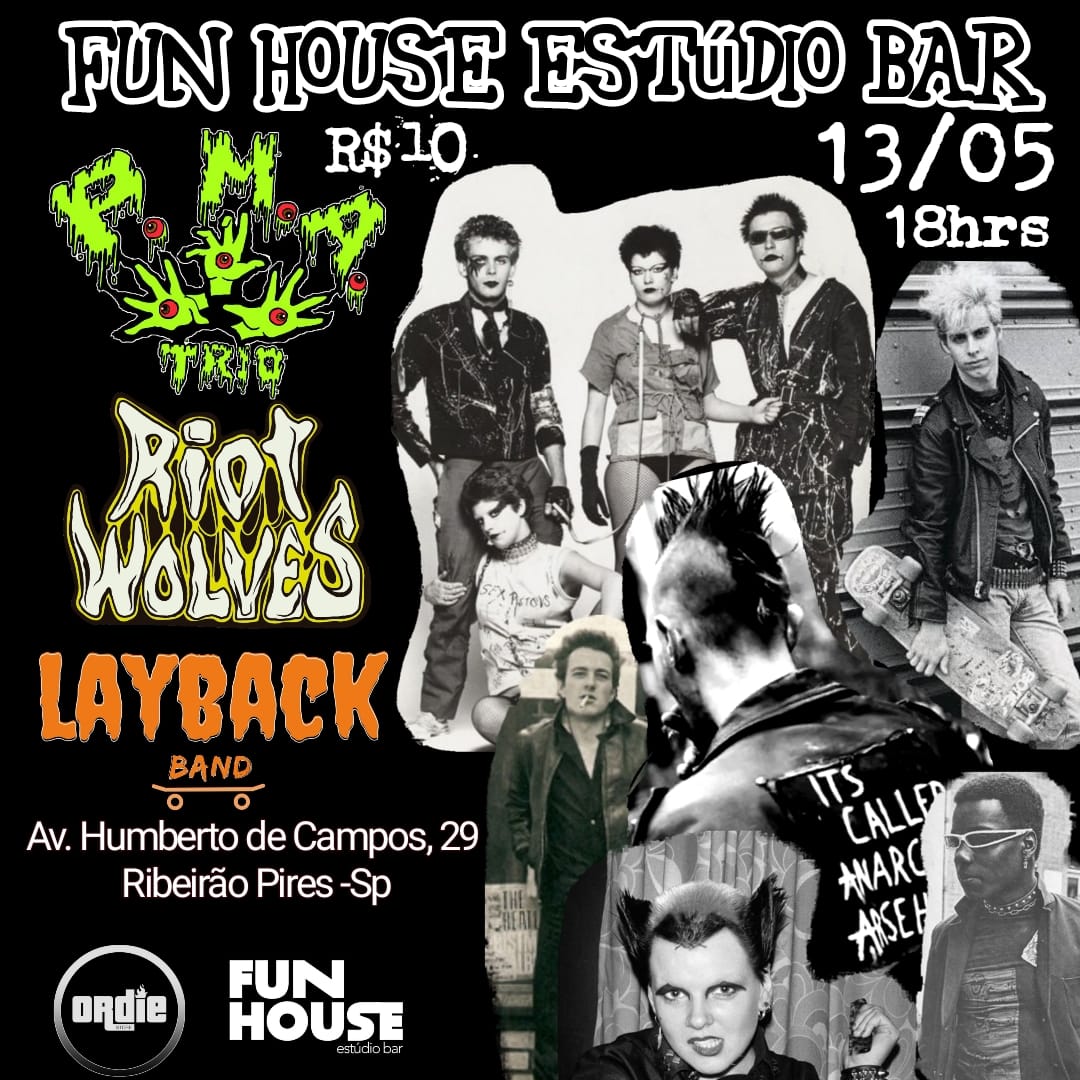 FUN HOUSE ESTÚDIO BAR
R$ 10
13/05
18hrs
P.M.A.
TRIO
RIOT
WOLVES
LAYBACK
BAND
SEX PISTOLS
ITS
CALLED
ANARC
ARSEH
THE
Av. Humberto de Campos, 29
Ribeirão Pires -Sp
ORDIE
FUN
HOUSE
estúdio bar